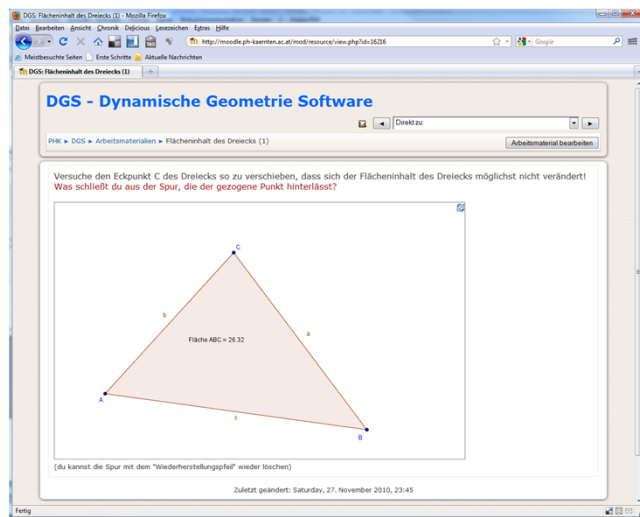 DGS: Flächeninhalt des Dreiecks (1) - Mozilla Firefox
Datei Bearbeiten Ansicht Chronik Delicious Lesezeichen Extras Hilfe
http://moodle.ph-kaernten.ac.at/mod/resource/view.php?id=16216
Google
Meistbesuchte Seiten Erste Schritte Aktuelle Nachrichten
DGS: Flächeninhalt des Dreiecks (1)
DGS - Dynamische Geometrie Software
Direkt zu:
PHK ► DGS ► Arbeitsmaterialien ► Flächeninhalt des Dreiecks (1)
Arbeitsmaterial bearbeiten
Versuche den Eckpunkt C des Dreiecks so zu verschieben, dass sich der Flächeninhalt des Dreiecks möglichst nicht verändert!
Was schließt du aus der Spur, die der gezogene Punkt hinterlässt?
C
b
a
Fläche ABC = 26.32
A
c
B
(du kannst die Spur mit dem "Wiederherstellungspfeil" wieder löschen)
Zuletzt geändert: Saturday, 27. November 2010, 23:45
Fertig